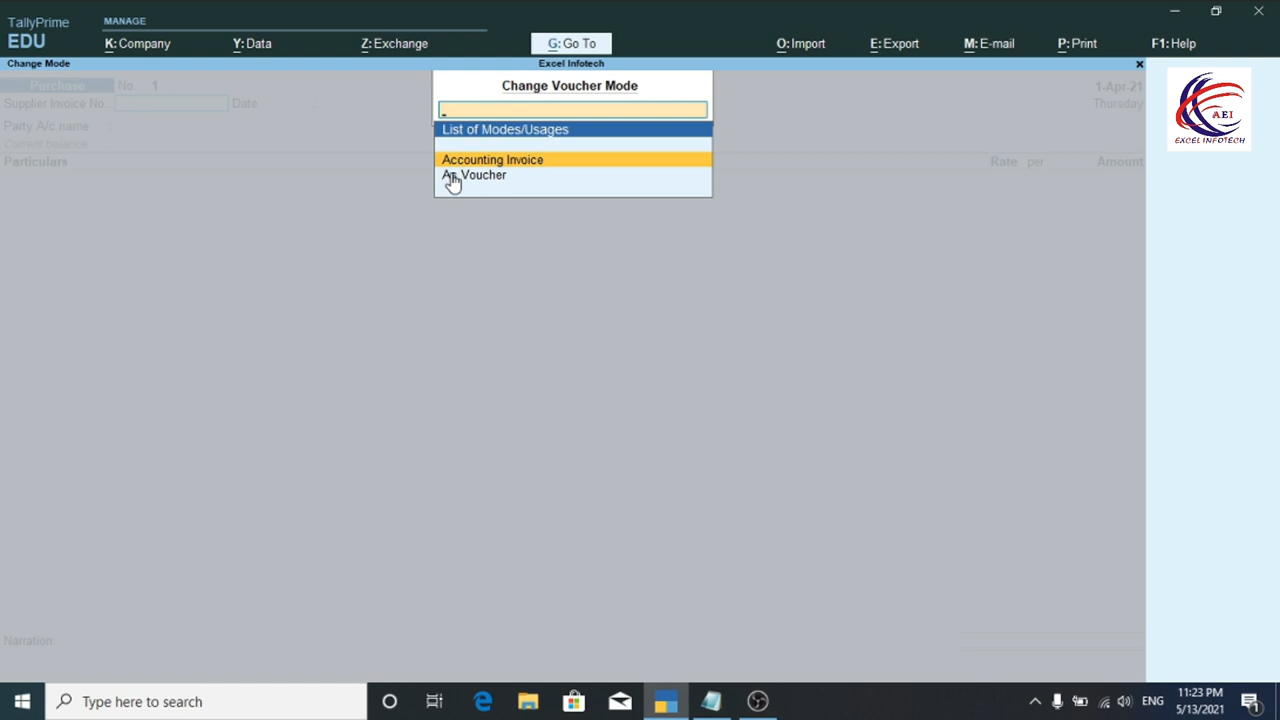 TallyPrime
EDU
MANAGE
K: Company
Y: Data
Z: Exchange
G: Go To
O: Import
E: Export
M: E-mail
P: Print
F1: Help
Change Mode
Excel Infotech
Purchase No. 1
1-Apr-21
Supplier Invoice No. Date
Thursday
Party A/c name :
Current balance
Particulars
Rate per
Amount
Change Voucher Mode
List of Modes/Usages
Accounting Invoice
As Voucher
AEI
EXCEL INFOTECH
Narration:
Type here to search
ENG
11:23 PM
5/13/2021
1